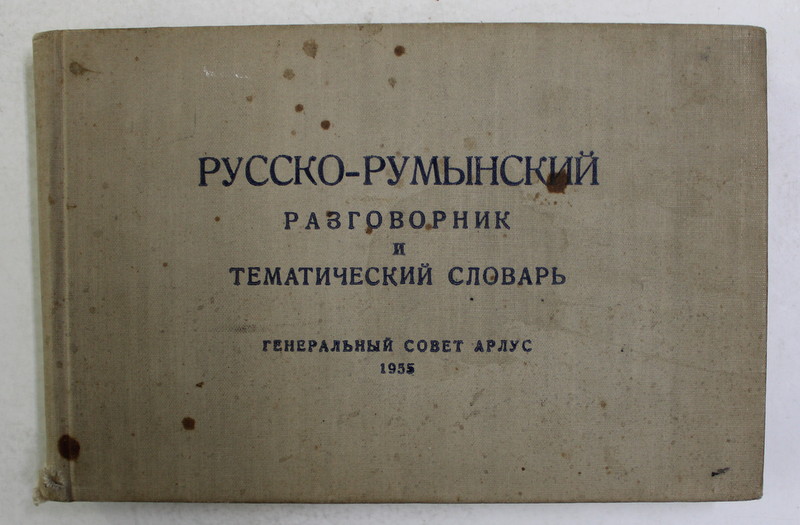 РУССКО-РУМЫНСКИЙ
РАЗГОВОРНИК
и
ТЕМАТИЧЕСКИЙ СЛОВАРЬ
ГЕНЕРАЛЬНЫЙ СОВЕТ АРЛУС
1955